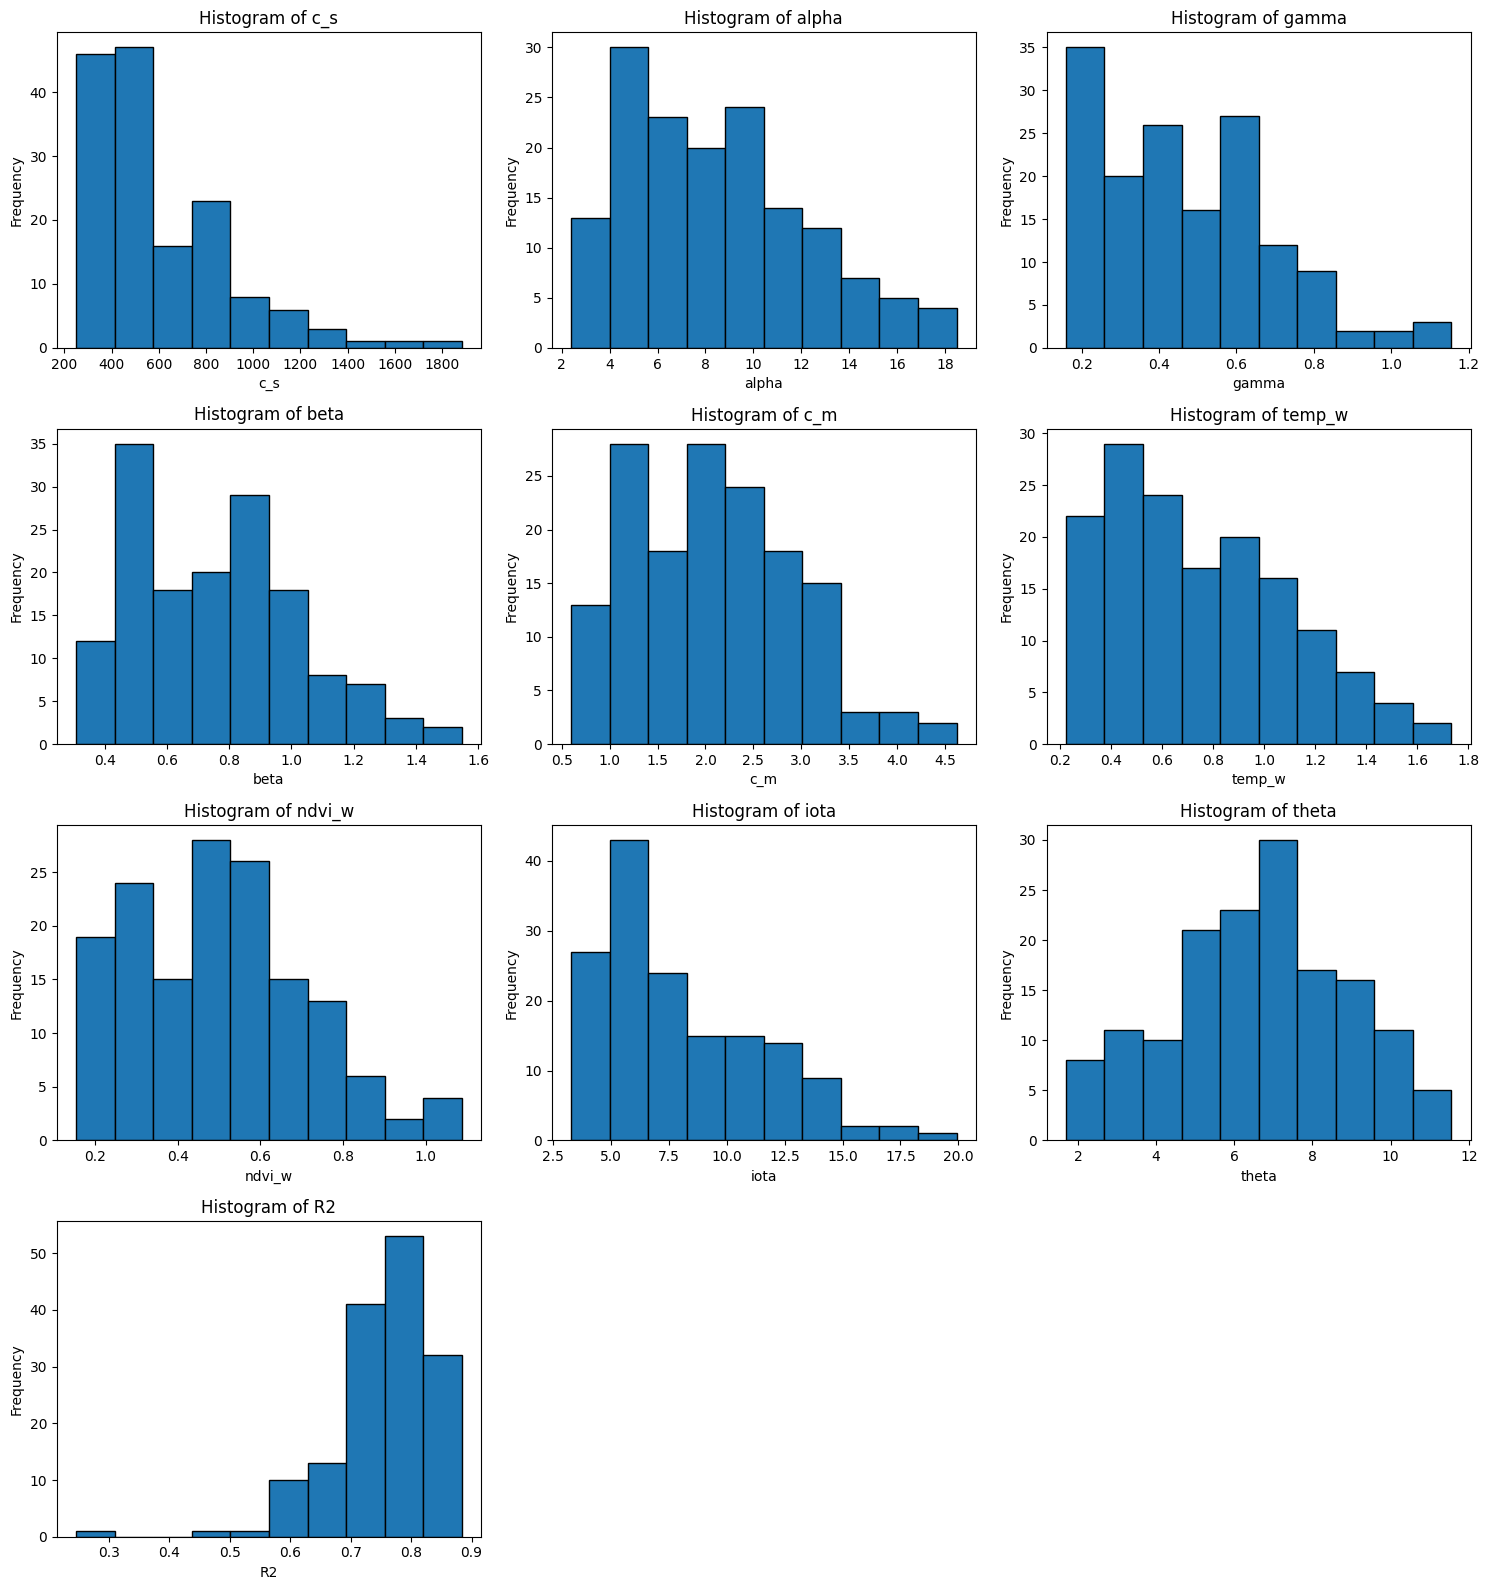 Histogram of c_s
Histogram of alpha
Histogram of gamma
Frequency
40
30
20
10
0
200 400 600 800 1000 1200 1400 1600 1800
c_s
Frequency
30
25
20
15
10
5
0
2 4 6 8 10 12 14 16 18
alpha
Frequency
35
30
25
20
15
10
5
0
0.2 0.4 0.6 0.8 1.0 1.2
gamma
Histogram of beta
Histogram of c_m
Histogram of temp_w
Frequency
35
30
25
20
15
10
5
0
0.4 0.6 0.8 1.0 1.2 1.4 1.6
beta
Frequency
25
20
15
10
5
0
0.5 1.0 1.5 2.0 2.5 3.0 3.5 4.0 4.5
c_m
Frequency
30
25
20
15
10
5
0
0.2 0.4 0.6 0.8 1.0 1.2 1.4 1.6 1.8
temp_w
Histogram of ndvi_w
Histogram of iota
Histogram of theta
Frequency
25
20
15
10
5
0
0.2 0.4 0.6 0.8 1.0
ndvi_w
Frequency
40
30
20
10
0
2.5 5.0 7.5 10.0 12.5 15.0 17.5 20.0
iota
Frequency
30
25
20
15
10
5
0
2 4 6 8 10 12
theta
Histogram of R2
Frequency
50
40
30
20
10
0
0.3 0.4 0.5 0.6 0.7 0.8 0.9
R2